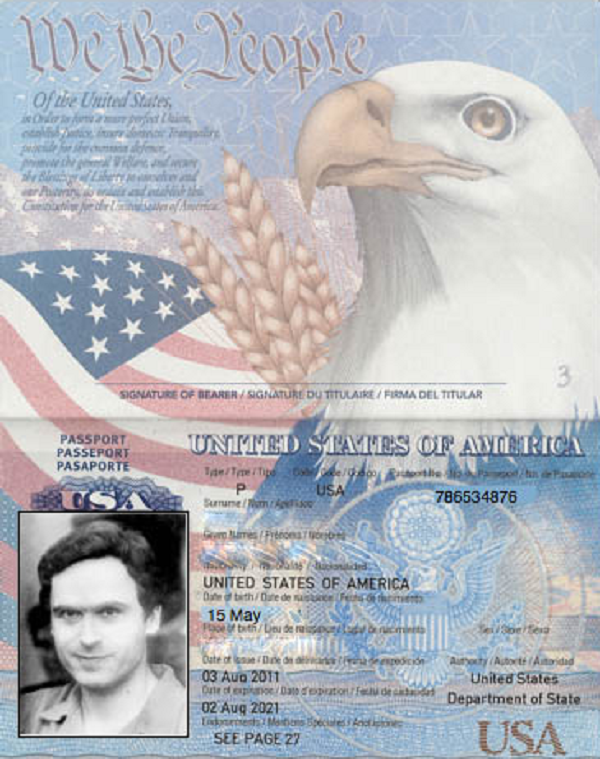 We the People
Of the United States,
in Order to form a more perfect Union,
establish Justice, insure domestic Tranquility,
provide for the common defence,
promote the general Welfare, and secure
the Blessings of Liberty to ourselves and
our Posterity, do ordain and establish this
Constitution for the United States of America.
3
SIGNATURE OF BEARER / SIGNATURE DU TITULAIRE / FIRMA DEL TITULAR
PASSPORT
PASSEPORT
PASAPORTE
UNITED STATES OF AMERICA
USA
Type / Type / Tipo Code / Code / Código Passport No.
P USA 786534876
Surname / Nom / Apellidos
Given Names / Prénoms / Nombres
Nationality / Nationalité / Nacionalidad
UNITED STATES OF AMERICA
Date of birth / Date de naissance / Fecha de nacimiento
15 May
Place of birth / Lieu de naissance / Lugar de nacimiento Sex / Sexe / Sexo
Date of issue / Date de délivrance / Fecha de expedición Authority / Autorité / Autoridad
03 Aug 2011 United States
Date of expiration / Date d'expiration / Fecha de caducidad
02 Aug 2021 Department of State
Endorsements / Mentions Spéciales / Anotaciones
SEE PAGE 27
USA